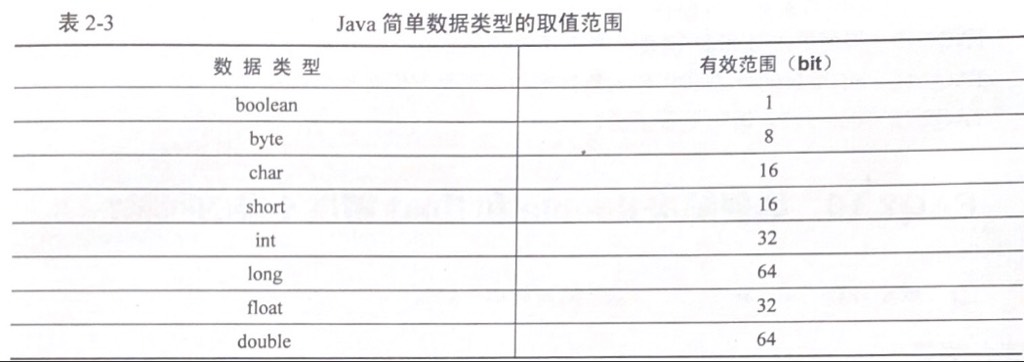 表 2-3 Java 简单数据类型的取值范围
数 据 类 型 有效范围（bit）
boolean 1
byte 8
char 16
short 16
int 32
long 64
float 32
double 64